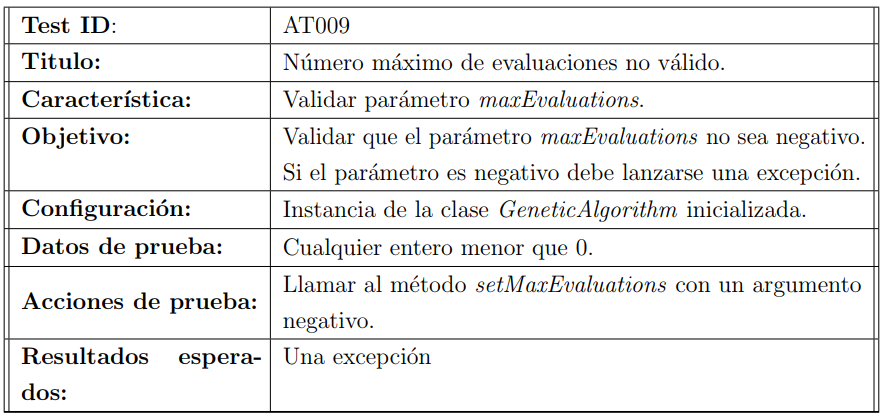 Test ID: AT009
Titulo: Número máximo de evaluaciones no válido.
Característica: Validar parámetro maxEvaluations.
Objetivo: Validar que el parámetro maxEvaluations no sea negativo.
Si el parámetro es negativo debe lanzarse una excepción.
Configuración: Instancia de la clase GeneticAlgorithm inicializada.
Datos de prueba: Cualquier entero menor que 0.
Acciones de prueba: Llamar al método setMaxEvaluations con un argumento
negativo.
Resultados espera- Una excepción
dos: